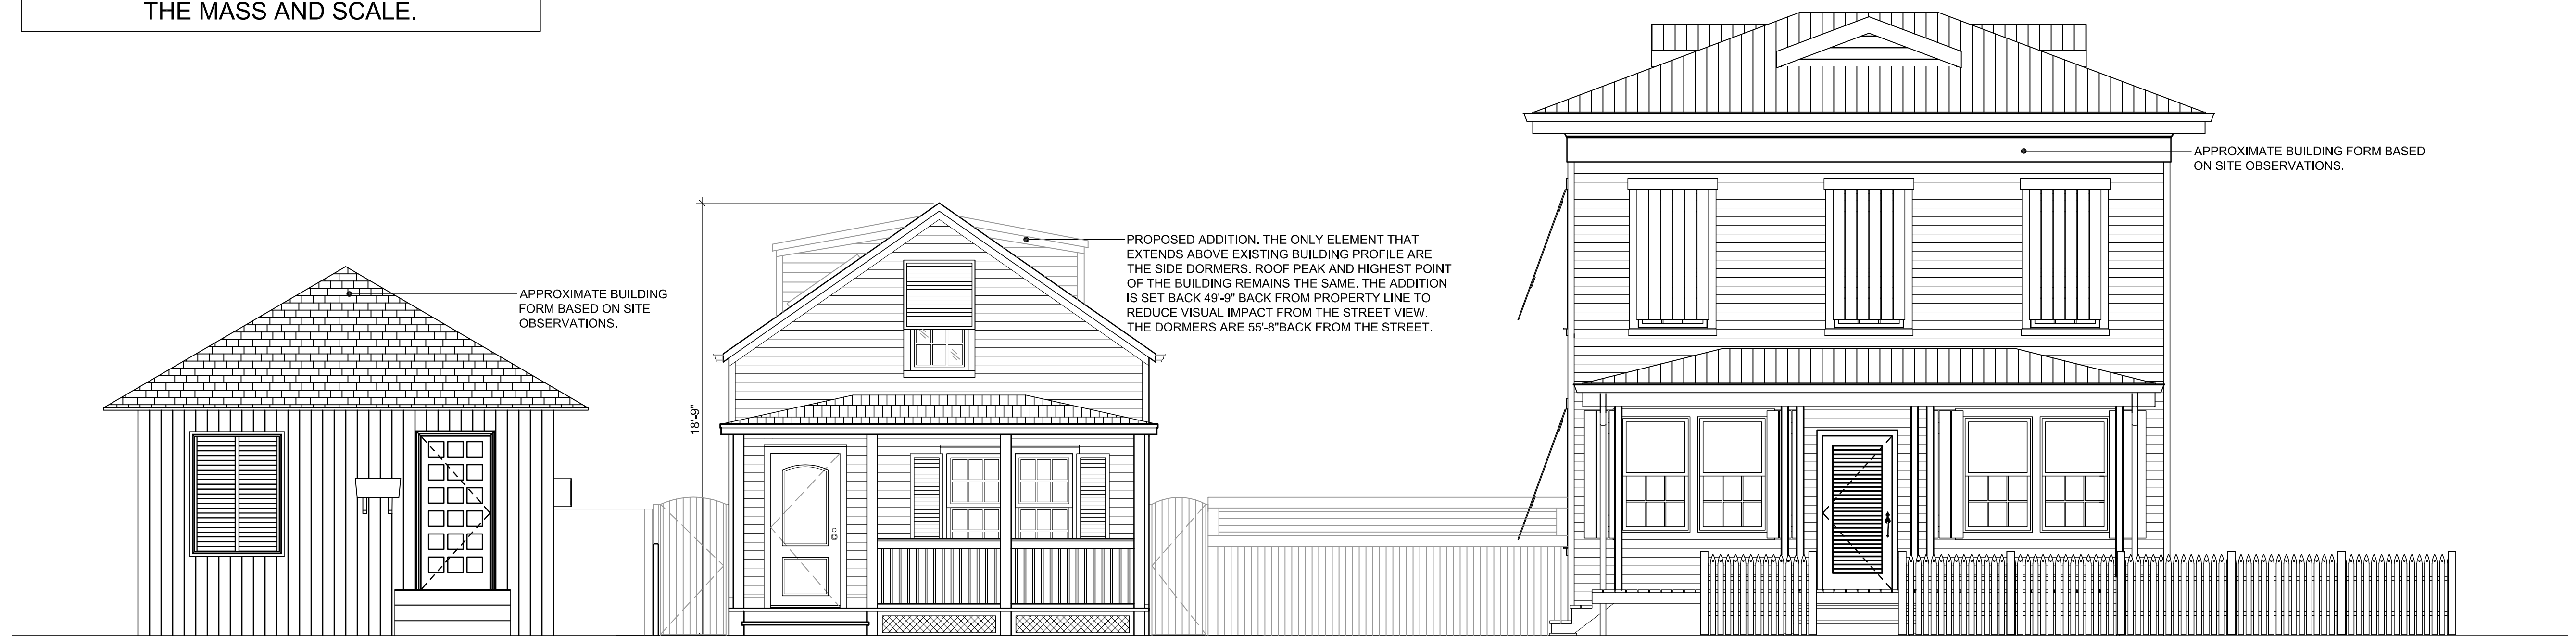 THE MASS AND SCALE.
APPROXIMATE BUILDING FORM BASED
ON SITE OBSERVATIONS.
PROPOSED ADDITION. THE ONLY ELEMENT THAT
EXTENDS ABOVE EXISTING BUILDING PROFILE ARE
THE SIDE DORMERS. ROOF PEAK AND HIGHEST POINT
OF THE BUILDING REMAINS THE SAME. THE ADDITION
IS SET BACK 49'-9" BACK FROM PROPERTY LINE TO
REDUCE VISUAL IMPACT FROM THE STREET VIEW.
THE DORMERS ARE 55'-8"BACK FROM THE STREET.
APPROXIMATE BUILDING
FORM BASED ON SITE
OBSERVATIONS.
18'-9"